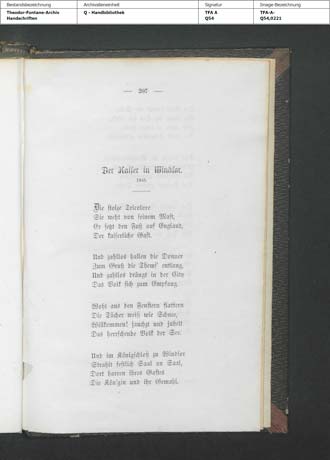 Bestandsbezeichnung
Theodor-Fontane-Archiv
Handschriften
Archivalieneinheit
Q - Handbibliothek
Signatur
TFA A
Q54
Image-Bezeichnung
TFA-A-
Q54,0221
— 207 —
Der Kaiser in Windsor.
Die stolze Tricolore
Sie weht von seinem Mast,
Er setzt den Fuß auf England,
Der kaiserliche Gast.
Und zahllos hallen die Donner
Zum Gruß die Thems' entlang,
Und zahllos drängt in der City
Das Volk sich zum Empfang.
Wohl aus den Fenstern flattern
Die Tücher weiß wie Schnee,
Willkommen! jauchzt und jubelt
Das herrschende Volk der See.
Und im Königschloß zu Windsor
Strahlt festlich Saal an Saal,
Dort harren ihres Gastes
Die Kön'gin und ihr Gemahl.